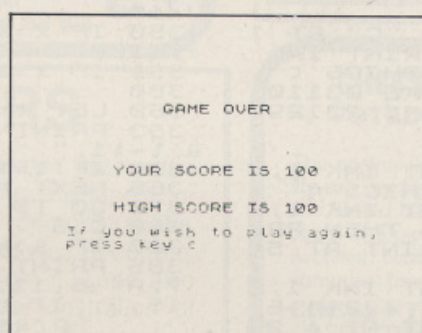 GAME OVER
YOUR SCORE IS 100
HIGH SCORE IS 100
If you wish to play again,
press key c